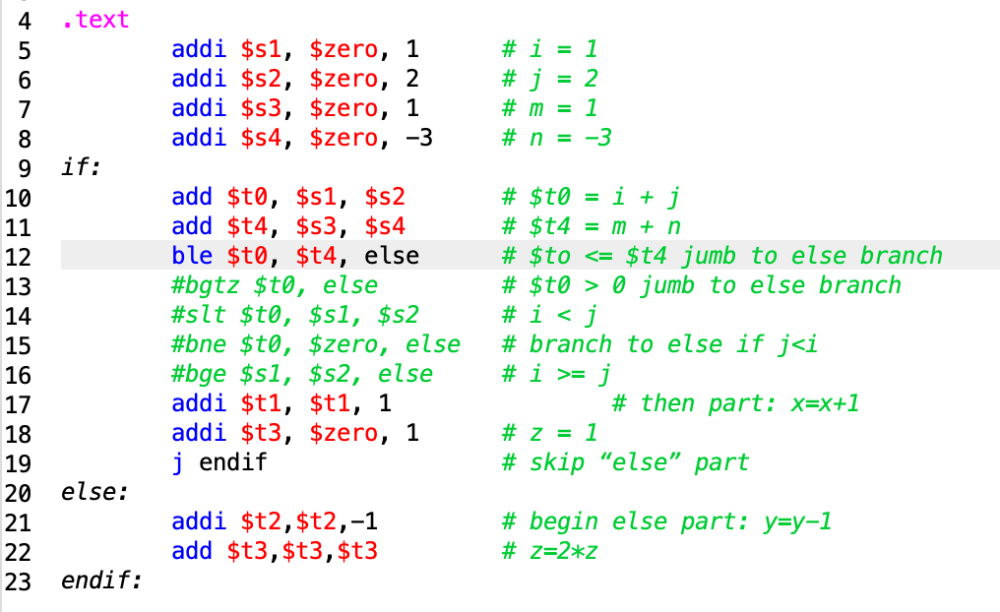 4 .text
5 addi $s1, $zero, 1 # i = 1
6 addi $s2, $zero, 2 # j = 2
7 addi $s3, $zero, 1 # m = 1
8 addi $s4, $zero, -3 # n = -3
9 if:
10 add $t0, $s1, $s2 # $t0 = i + j
11 add $t4, $s3, $s4 # $t4 = m + n
12 ble $t0, $t4, else # $to <= $t4 jumb to else branch
13 #bgtz $t0, else # $t0 > 0 jumb to else branch
14 #slt $t0, $s1, $s2 # i < j
15 #bne $t0, $zero, else # branch to else if j<i
16 #bge $s1, $s2, else # i >= j
17 addi $t1, $t1, 1 # then part: x=x+1
18 addi $t3, $zero, 1 # z = 1
19 j endif # skip “else” part
20 else:
21 addi $t2,$t2,-1 # begin else part: y=y-1
22 add $t3,$t3,$t3 # z=2*z
23 endif: